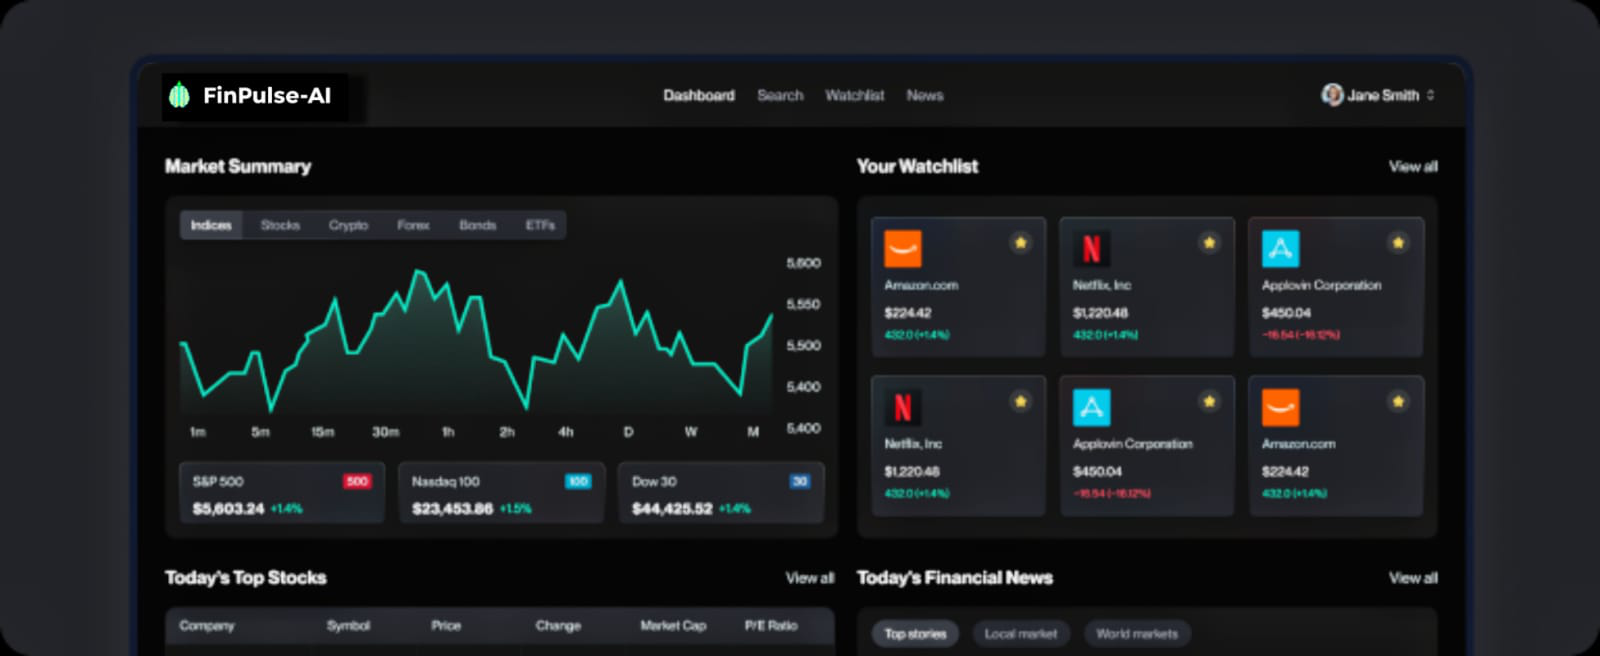 FinPulse-AI
Dashboard Search Watchlist News
Jane Smith
Market Summary
Indices Stocks Crypto Forex Bonds ETFs
5,600
5,550
5,500
5,400
5,400
1m 5m 15m 30m 1h 2h 4h D W M
S&P 500 500
$5,603.24 +1.4%
Nasdaq 100 100
$23,453.86 +1.5%
Dow 30 30
$44,425.52 +1.4%
Your Watchlist View all
Amazon.com
$224.42
432.0 (+1.4%)
Netflix, Inc
$1,220.48
432.0 (+1.4%)
Applovin Corporation
$450.04
-16.54 (-16.12%)
Netflix, Inc
$1,220.48
432.0 (+1.4%)
Applovin Corporation
$450.04
-16.54 (-16.12%)
Amazon.com
$224.42
432.0 (+1.4%)
Today's Top Stocks View all
Company Symbol Price Change Market Cap P/E Ratio
Today's Financial News View all
Top stories Local market World markets